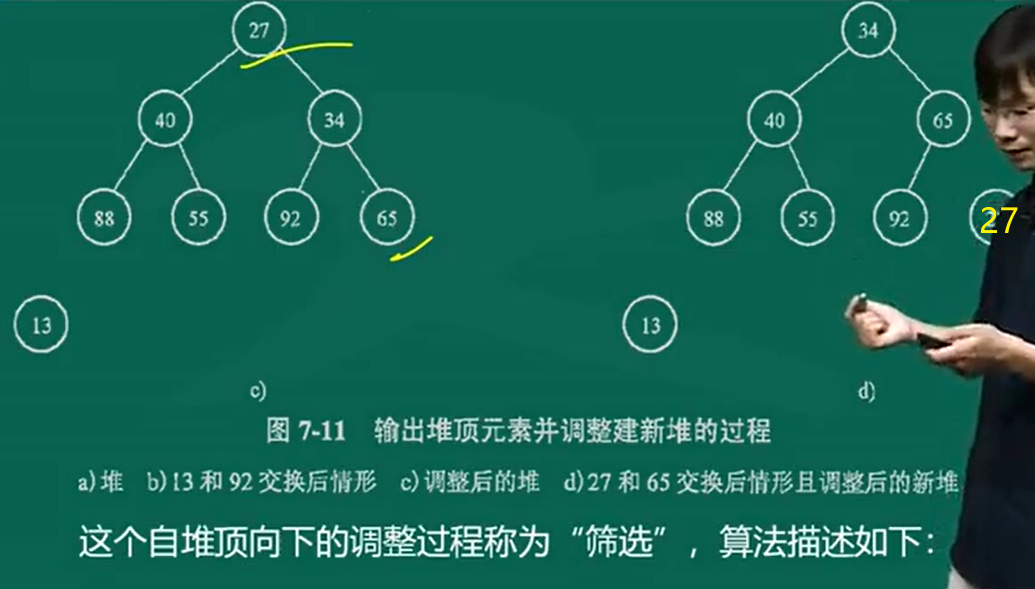 27 34
40 34 40 65
88 55 92 65 88 55 92 27
13 13
c) d)
图 7-11 输出堆顶元素并调整建新堆的过程
a)堆 b)13 和 92 交换后情形 c)调整后的堆 d)27 和 65 交换后情形且调整后的新堆
这个自堆顶向下的调整过程称为“筛选”，算法描述如下：